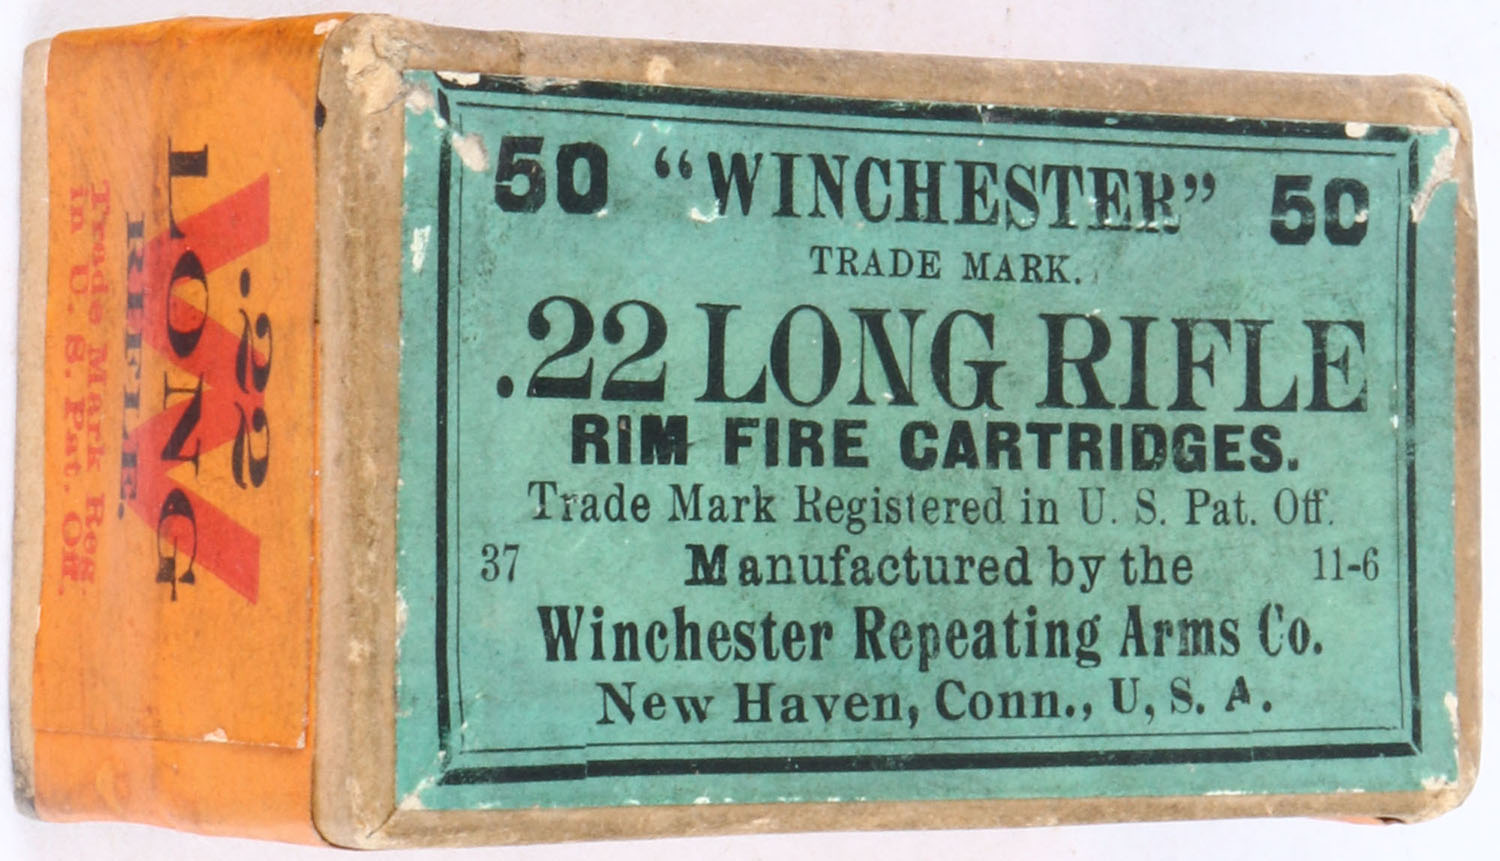 50 "WINCHESTER" 50
TRADE MARK.
.22 LONG RIFLE
RIM FIRE CARTRIDGES.
Trade Mark Registered in U. S. Pat. Off.
37 Manufactured by the 11-6
Winchester Repeating Arms Co.
New Haven, Conn., U, S. A.
W
.22
LONG
RIFLE.
Trade Mark Reg.
in U. S. Pat. Off.